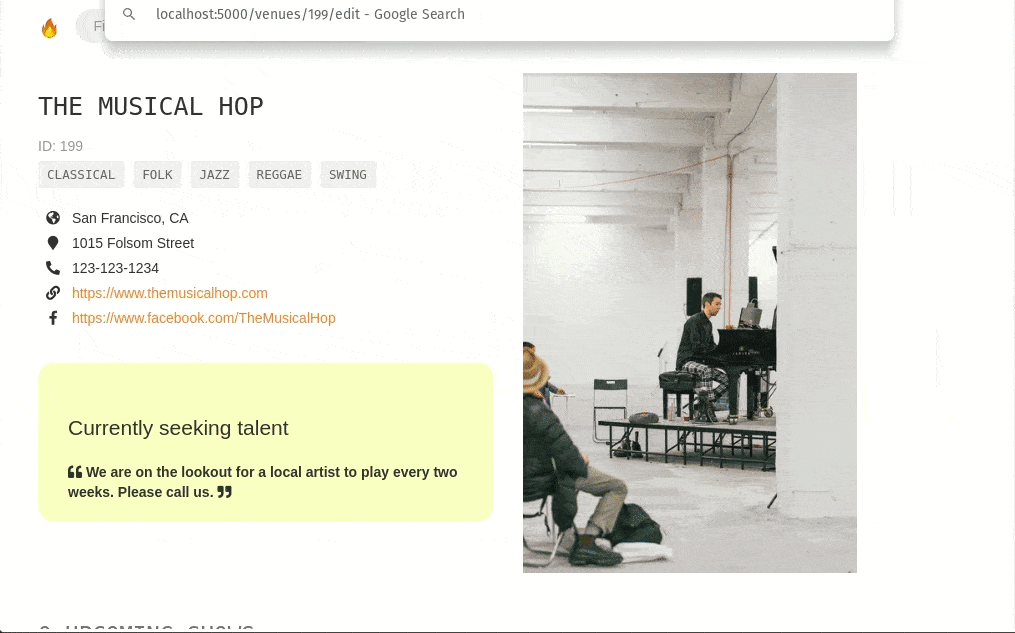 localhost:5000/venues/199/edit - Google Search
Fi
THE MUSICAL HOP
ID: 199
CLASSICAL FOLK JAZZ REGGAE SWING
San Francisco, CA
1015 Folsom Street
123-123-1234
https://www.themusicalhop.com
https://www.facebook.com/TheMusicalHop
Currently seeking talent
❝ We are on the lookout for a local artist to play every two
weeks. Please call us. ❞
UPCOMING SHOWS